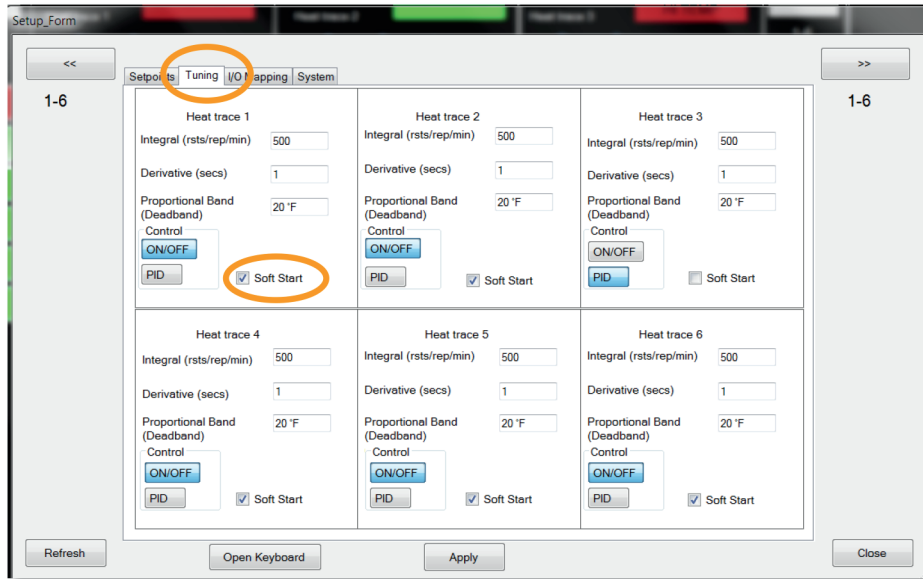 Heat trace 2
Heat trace 3
Setup_Form
<<
>>
1-6
1-6
Setpoints Tuning I/O Mapping System
Heat trace 1
Integral (rsts/rep/min) 500
Derivative (secs) 1
Proportional Band
(Deadband) 20 °F
Control
ON/OFF
PID
Soft Start
Heat trace 2
Integral (rsts/rep/min) 500
Derivative (secs) 1
Proportional Band
(Deadband) 20 °F
Control
ON/OFF
PID
Soft Start
Heat trace 3
Integral (rsts/rep/min) 500
Derivative (secs) 1
Proportional Band
(Deadband) 20 °F
Control
ON/OFF
PID
Soft Start
Heat trace 4
Integral (rsts/rep/min) 500
Derivative (secs) 1
Proportional Band
(Deadband) 20 °F
Control
ON/OFF
PID
Soft Start
Heat trace 5
Integral (rsts/rep/min) 500
Derivative (secs) 1
Proportional Band
(Deadband) 20 °F
Control
ON/OFF
PID
Soft Start
Heat trace 6
Integral (rsts/rep/min) 500
Derivative (secs) 1
Proportional Band
(Deadband) 20 °F
Control
ON/OFF
PID
Soft Start
Refresh
Open Keyboard
Apply
Close